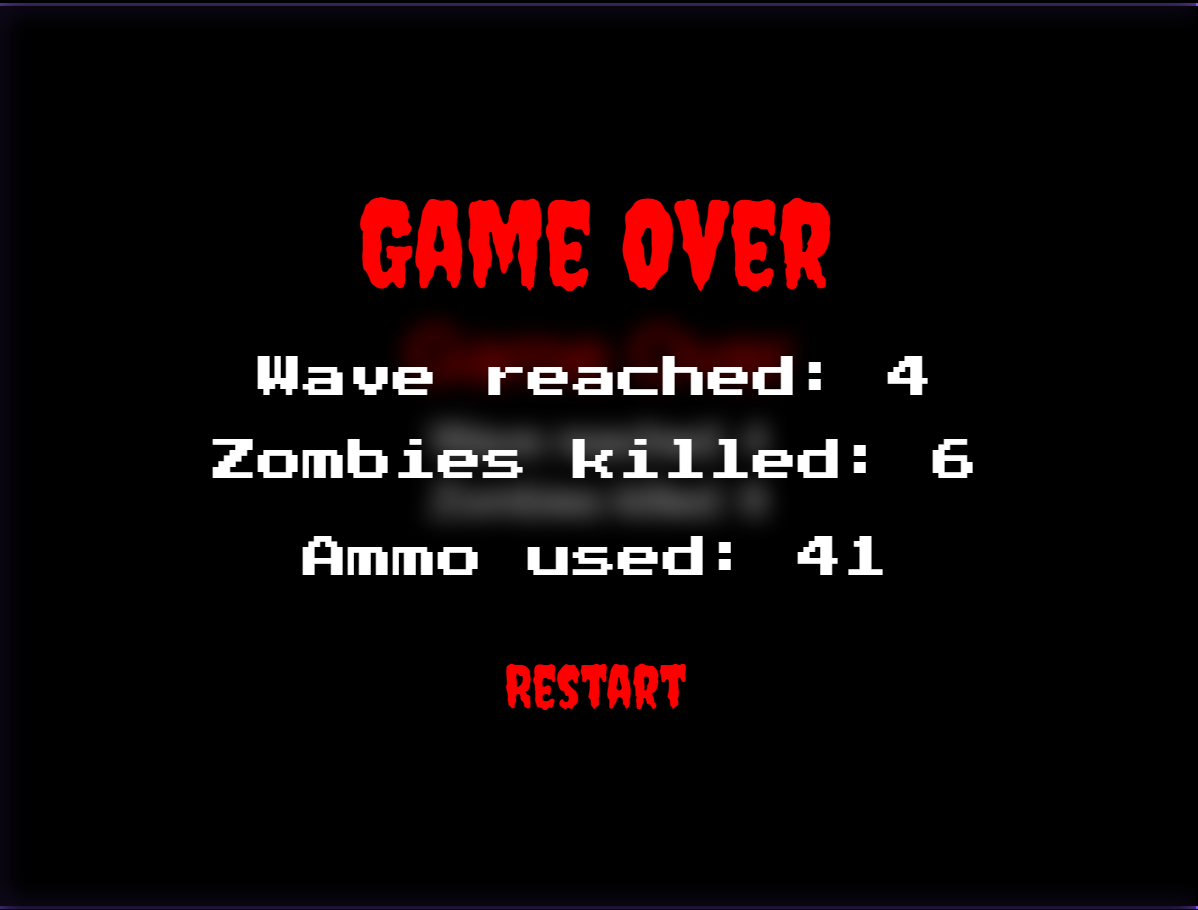 GAME OVER
Wave reached: 4
Zombies killed: 6
Ammo used: 41
RESTART